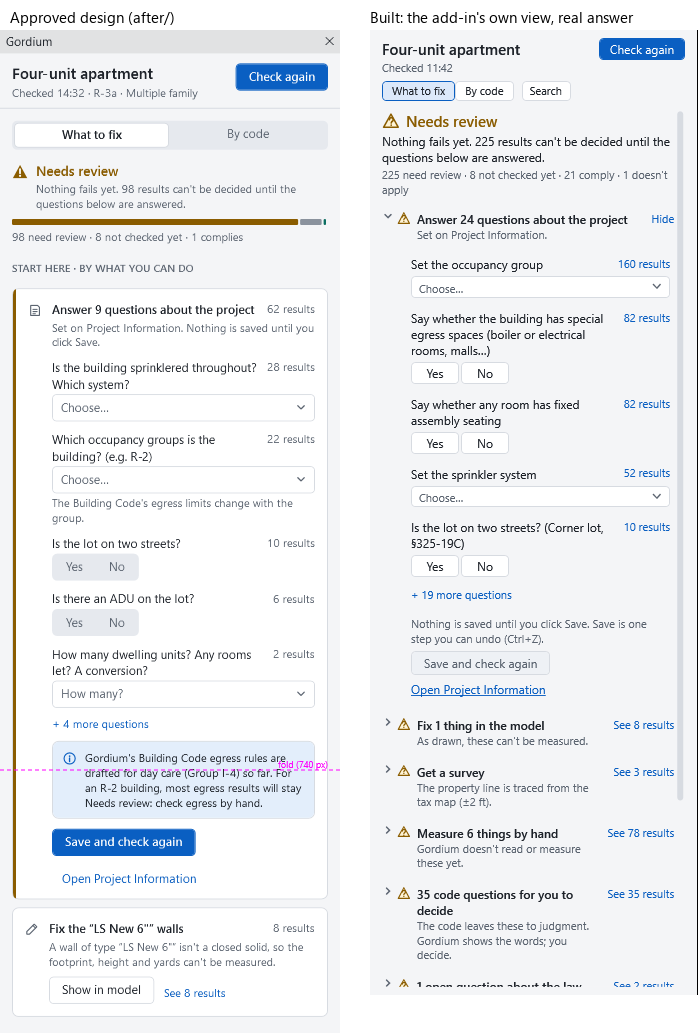 Approved design (after/)
Gordium
Four-unit apartment
Check again
Checked 14:32 · R-3a · Multiple family
What to fix
By code
Needs review
Nothing fails yet. 98 results can't be decided until the
questions below are answered.
98 need review · 8 not checked yet · 1 complies
START HERE · BY WHAT YOU CAN DO
Answer 9 questions about the project
62 results
Set on Project Information. Nothing is saved until you
click Save.
Is the building sprinklered throughout?
28 results
Which system?
Choose...
Which occupancy groups is the
22 results
building? (e.g. R-2)
Choose...
The Building Code's egress limits change with the
group.
Is the lot on two streets?
10 results
Yes
No
Is there an ADU on the lot?
6 results
Yes
No
How many dwelling units? Any rooms
2 results
let? A conversion?
How many?
+ 4 more questions
Gordium's Building Code egress rules are
fold (740 px)
drafted for day care (Group I-4) so far. For
an R-2 building, most egress results will stay
Needs review: check egress by hand.
Save and check again
Open Project Information
Fix the “LS New 6"” walls
8 results
A wall of type “LS New 6"” isn't a closed solid, so the
footprint, height and yards can't be measured.
Show in model
See 8 results
Built: the add-in's own view, real answer
Four-unit apartment
Check again
Checked 11:42
What to fix
By code
Search
Needs review
Nothing fails yet. 225 results can't be decided until the
questions below are answered.
225 need review · 8 not checked yet · 21 comply · 1 doesn't
apply
Answer 24 questions about the project
Hide
Set on Project Information.
Set the occupancy group
160 results
Choose...
Say whether the building has special
82 results
egress spaces (boiler or electrical
rooms, malls...)
Yes
No
Say whether any room has fixed
82 results
assembly seating
Yes
No
Set the sprinkler system
52 results
Choose...
Is the lot on two streets? (Corner lot,
10 results
§325-19C)
Yes
No
+ 19 more questions
Nothing is saved until you click Save. Save is one
step you can undo (Ctrl+Z).
Save and check again
Open Project Information
Fix 1 thing in the model
See 8 results
As drawn, these can't be measured.
Get a survey
See 3 results
The property line is traced from the
tax map (±2 ft).
Measure 6 things by hand
See 78 results
Gordium doesn't read or measure
these yet.
35 code questions for you to
See 35 results
decide
The code leaves these to judgment.
Gordium shows the words; you
decide.
1 open question about the law
See 2 results